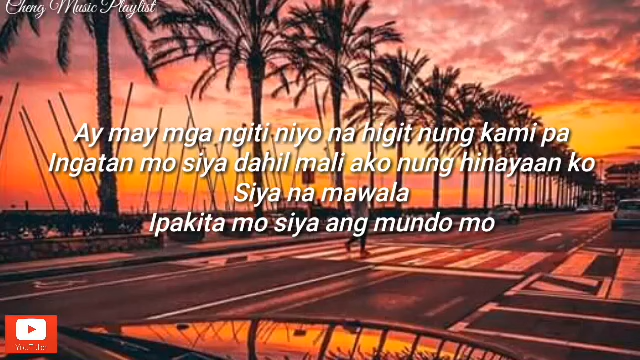 Cheng Music Playlist
Ay may mga ngiti niyo na higit nung kami pa
Ingatan mo siya dahil mali ako nung hinayaan ko
Siya na mawala
Ipakita mo siya ang mundo mo
YouTube